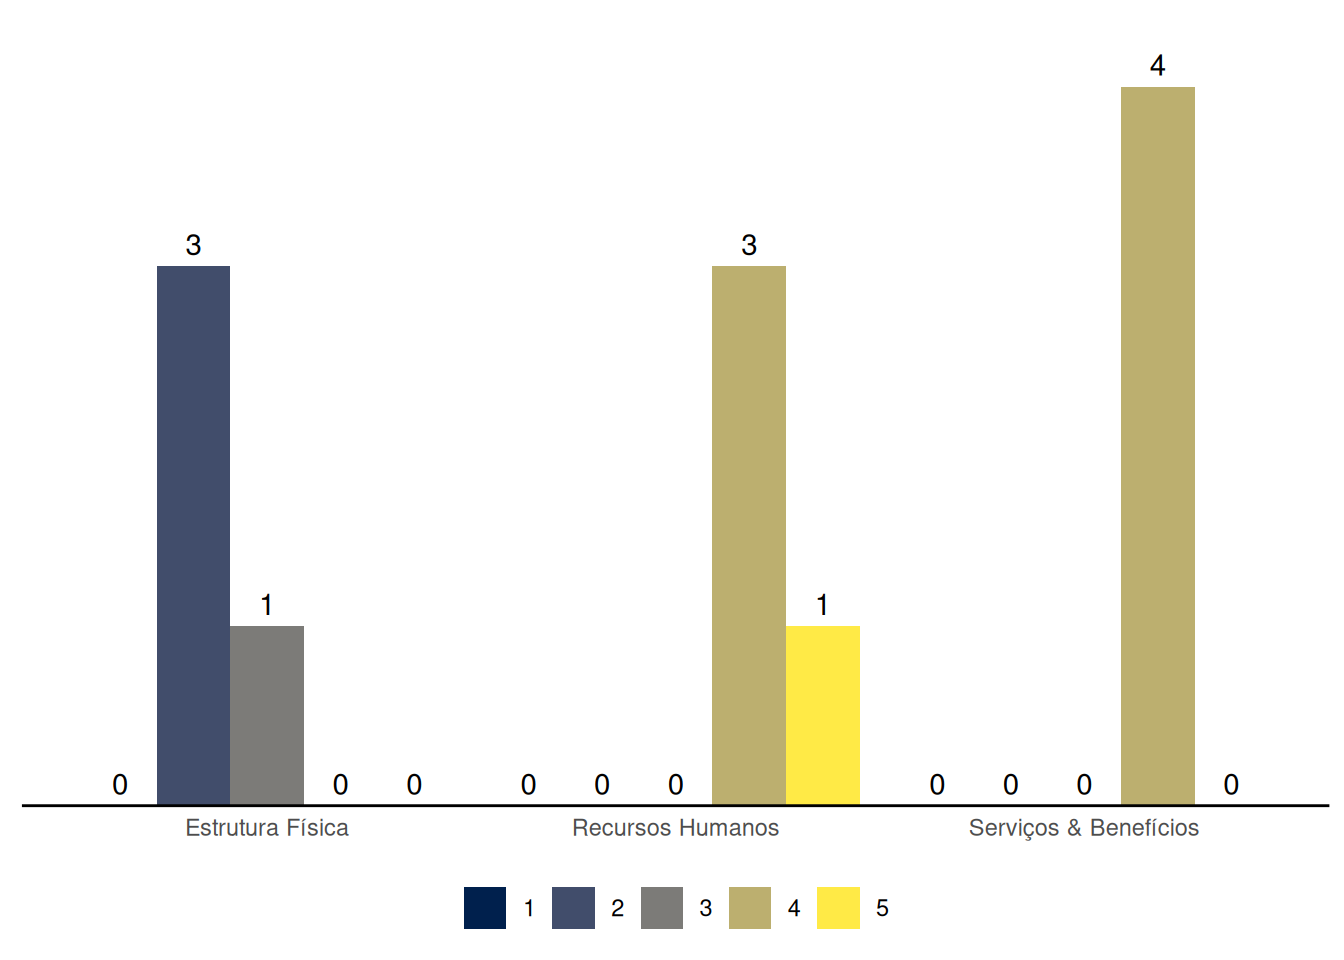 4
3 3
1 1
0 0 0 0 0 0 0 0 0 0
Estrutura Física Recursos Humanos Serviços & Benefícios
1 2 3 4 5